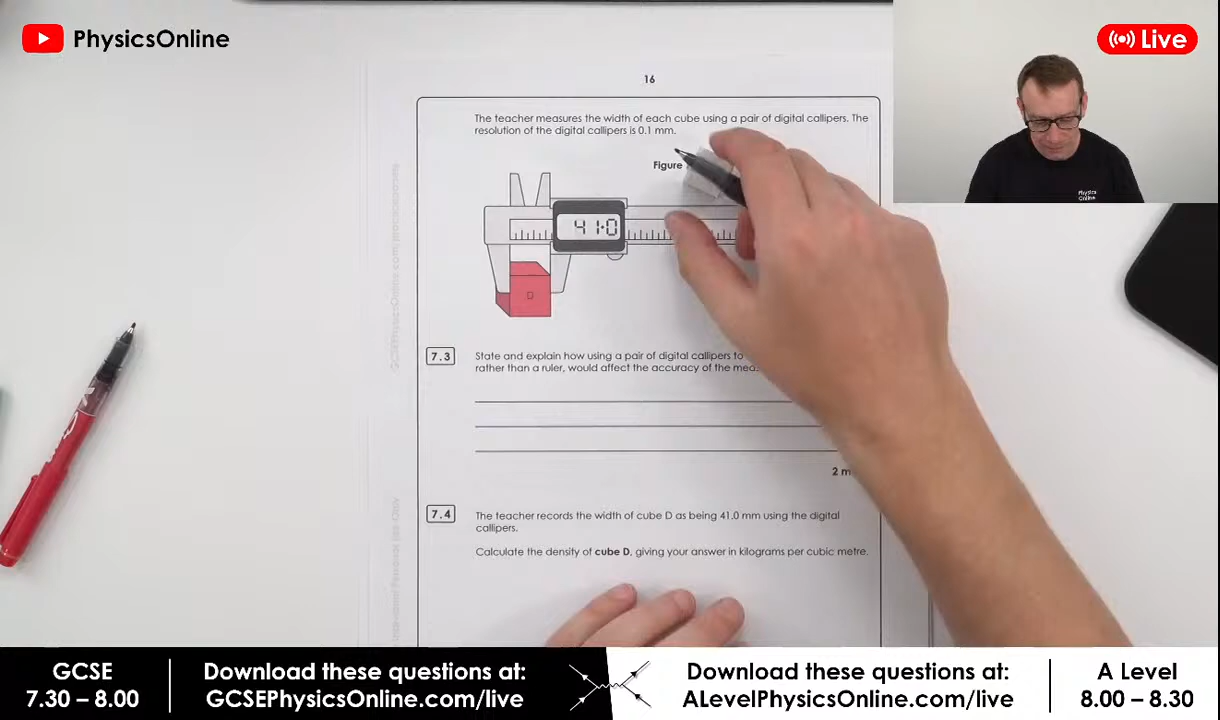 PhysicsOnline
Live
16
The teacher measures the width of each cube using a pair of digital callipers. The
resolution of the digital callipers is 0.1 mm.
Figure
41.0
D
Physics
Online
7.3
State and explain how using a pair of digital callipers to
rather than a ruler, would affect the accuracy of the
2
7.4
The teacher records the width of cube D as being 41.0 mm using the digital
callipers.
Calculate the density of cube D, giving your answer in kilograms per cubic metre.
GCSE
7.30 – 8.00
Download these questions at:
GCSEPhysicsOnline.com/live
Download these questions at:
ALevelPhysicsOnline.com/live
A Level
8.00 – 8.30